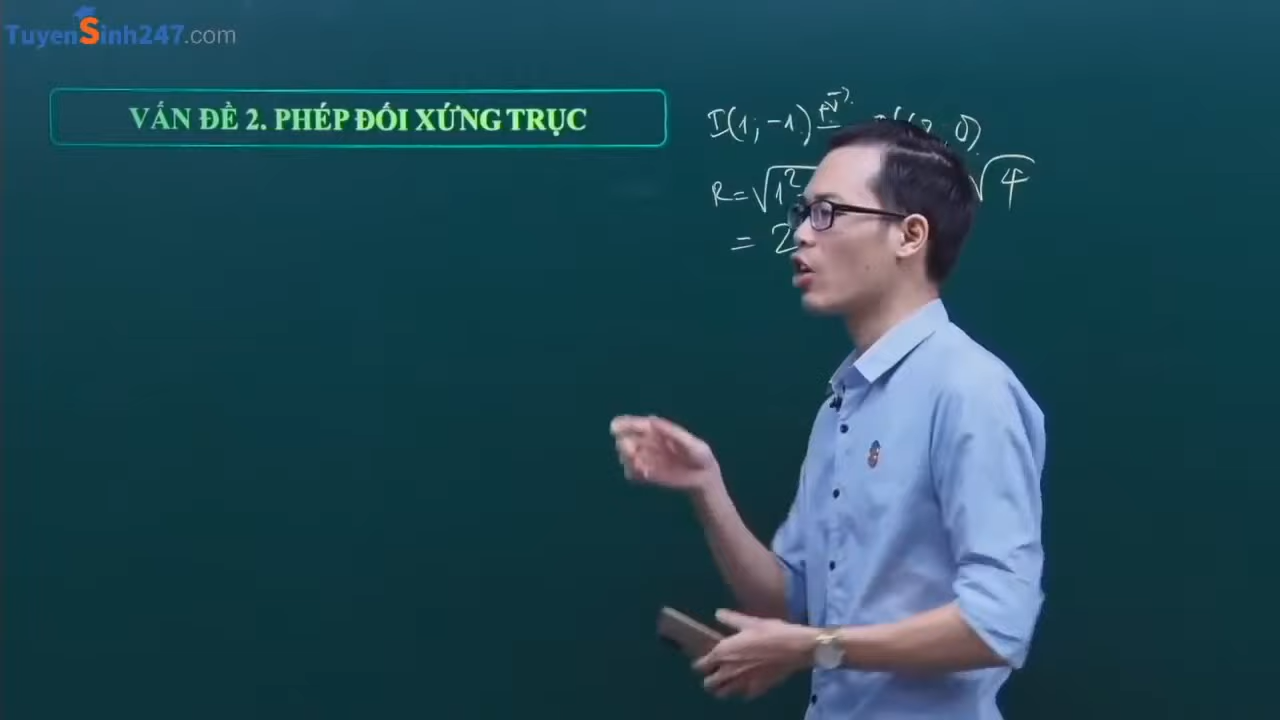 TuyenSinh247.com
VẤN ĐỀ 2. PHÉP ĐỐI XỨNG TRỤC
I(1; -1) 0)
R = √1² √4
= 2